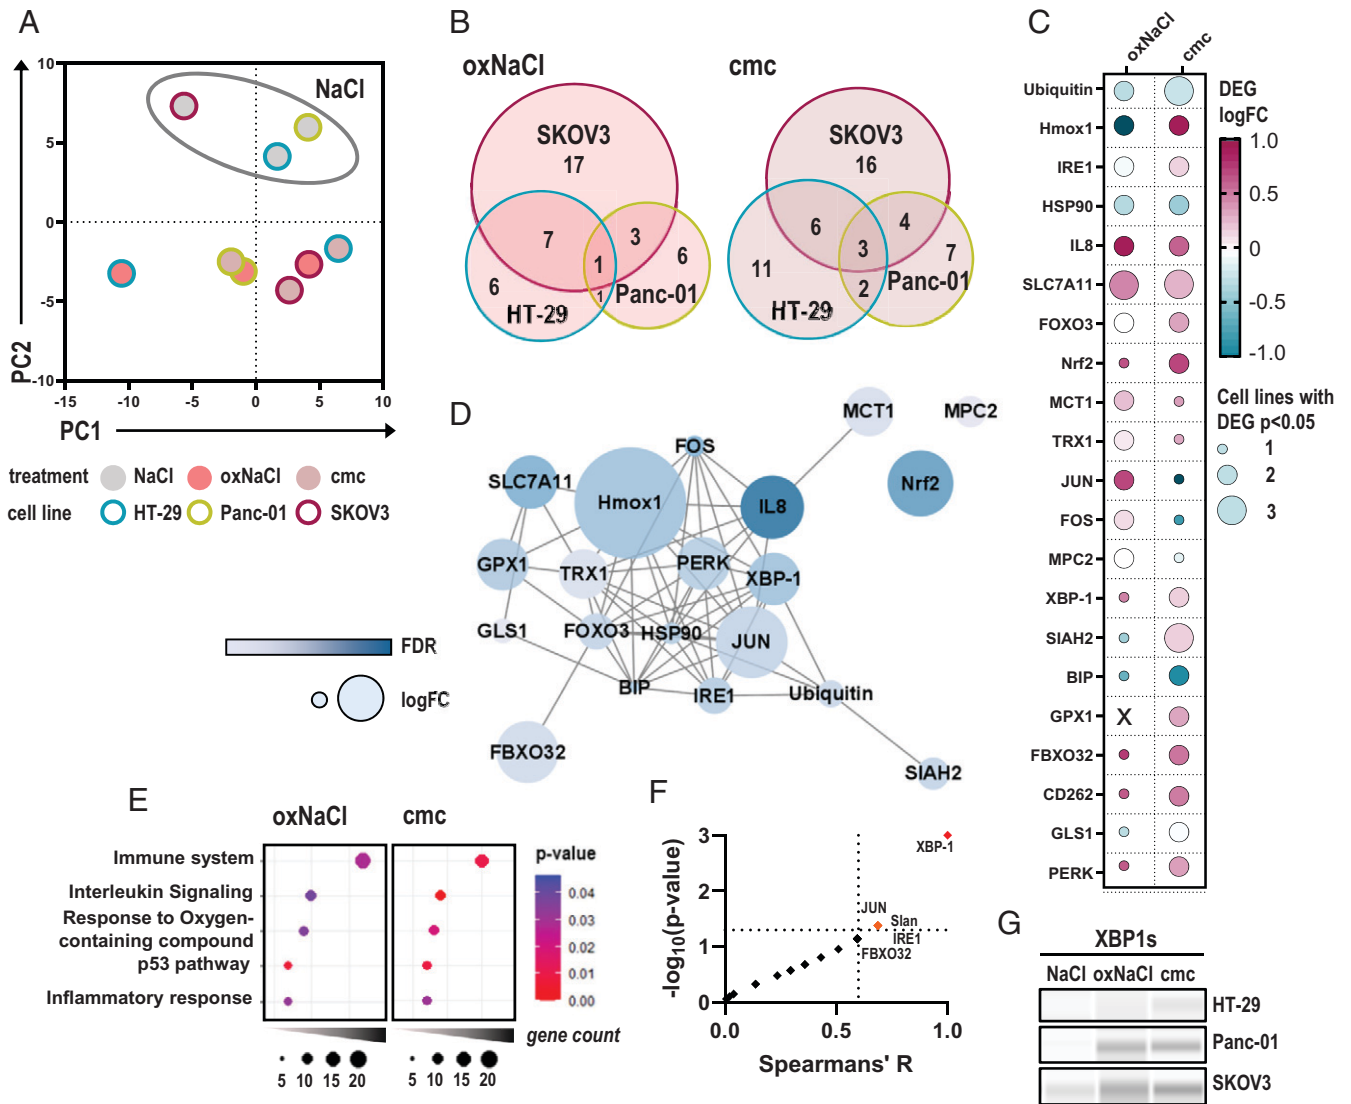 A
10
5
0
-5
-10
-15
-10
-5
0
5
10
NaCl
PC2
PC1
treatment NaCl oxNaCl cmc
cell line HT-29 Panc-01 SKOV3
B
oxNaCl
SKOV3
17
7
3
1
6
6
1
HT-29
Panc-01
cmc
SKOV3
16
6
4
3
11
7
2
HT-29
Panc-01
C
oxNaCl
cmc
Ubiquitin
Hmox1
IRE1
HSP90
IL8
SLC7A11
FOXO3
Nrf2
MCT1
TRX1
JUN
FOS
MPC2
XBP-1
SIAH2
BIP
GPX1 X
FBXO32
CD262
GLS1
PERK
DEG
logFC
1.0
0.5
0
-0.5
-1.0
Cell lines with
DEG p<0.05
1
2
3
D
MCT1
MPC2
FOS
SLC7A11
Hmox1
IL8
Nrf2
GPX1
TRX1
PERK
XBP-1
GLS1
FOXO3
HSP90
JUN
BIP
IRE1
Ubiquitin
FBXO32
SIAH2
FDR
logFC
E
oxNaCl
cmc
Immune system
Interleukin Signaling
Response to Oxygen-
containing compound
p53 pathway
Inflammatory response
p-value
0.04
0.03
0.02
0.01
0.00
gene count
5 10 15 20
5 10 15 20
F
3
2
1
0
0.0
0.5
1.0
-log10(p-value)
Spearmans' R
XBP-1
JUN
Slan
IRE1
FBXO32
G
XBP1s
NaCl oxNaCl cmc
HT-29
Panc-01
SKOV3